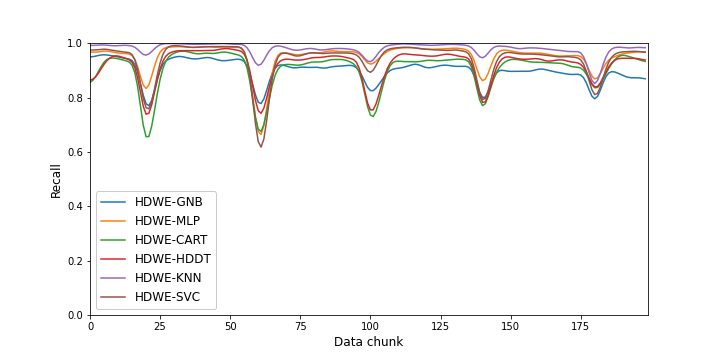 1.0
0.8
0.6
0.4
0.2
0.0
Recall
HDWE-GNB
HDWE-MLP
HDWE-CART
HDWE-HDDT
HDWE-KNN
HDWE-SVC
0 25 50 75 100 125 150 175
Data chunk